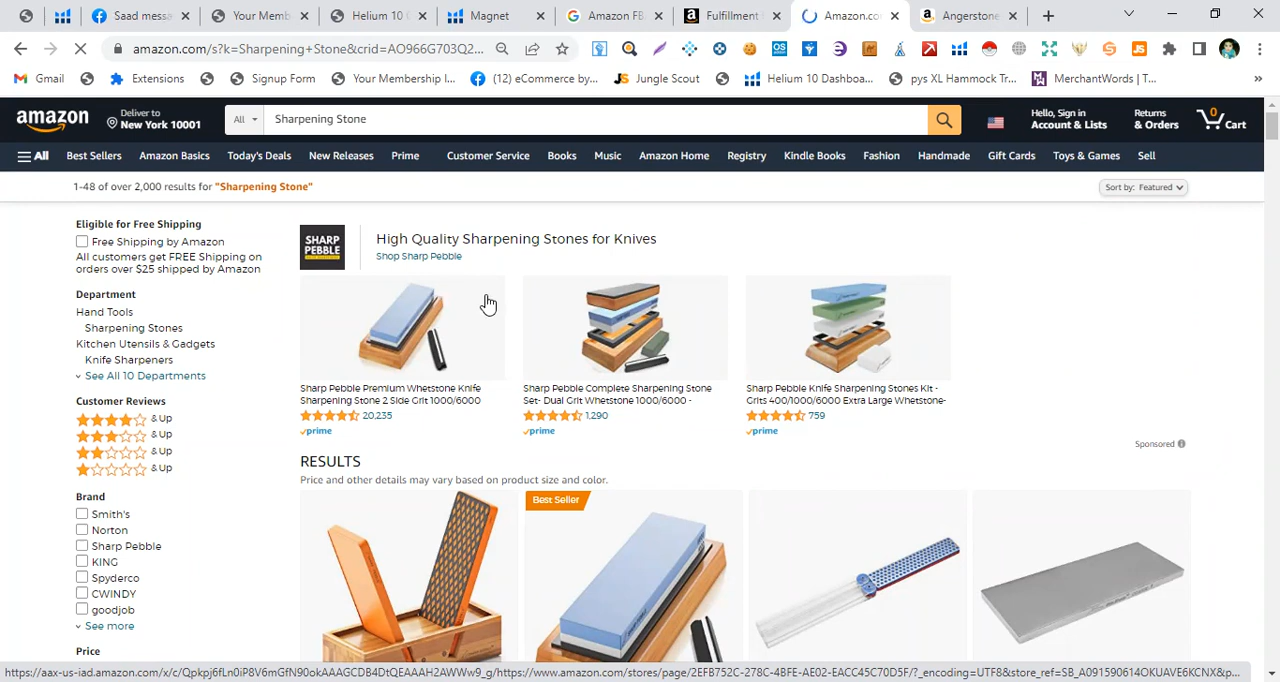 Saad messa
Your Memb
Helium 10
Magnet
Amazon FB
Fulfillment
Amazon.co
Angerstone
amazon.com/s?k=Sharpening+Stone&crid=AO966G703Q2...
Gmail
Extensions
Signup Form
Your Membership I...
(12) eCommerce by...
Jungle Scout
Helium 10 Dashboa...
pys XL Hammock Tr...
MerchantWords | T...
amazon
Deliver to
New York 10001
All
Sharpening Stone
Hello, Sign in
Account & Lists
Returns
& Orders
0
Cart
All
Best Sellers
Amazon Basics
Today's Deals
New Releases
Prime
Customer Service
Books
Music
Amazon Home
Registry
Kindle Books
Fashion
Handmade
Gift Cards
Toys & Games
Sell
1-48 of over 2,000 results for "Sharpening Stone"
Sort by: Featured
Eligible for Free Shipping
Free Shipping by Amazon
All customers get FREE Shipping on
orders over $25 shipped by Amazon
Department
Hand Tools
Sharpening Stones
Kitchen Utensils & Gadgets
Knife Sharpeners
See All 10 Departments
Customer Reviews
& Up
& Up
& Up
& Up
Brand
Smith's
Norton
Sharp Pebble
KING
Spyderco
CWINDY
goodjob
See more
Price
SHARP
PEBBLE
High Quality Sharpening Stones for Knives
Shop Sharp Pebble
Sharp Pebble Premium Whetstone Knife
Sharpening Stone 2 Side Grit 1000/6000
20,235
prime
Sharp Pebble Complete Sharpening Stone
Set- Dual Grit Whetstone 1000/6000 -
1,290
prime
Sharp Pebble Knife Sharpening Stones Kit -
Grits 400/1000/6000 Extra Large Whetstone-
759
prime
Sponsored
RESULTS
Price and other details may vary based on product size and color.
Best Seller